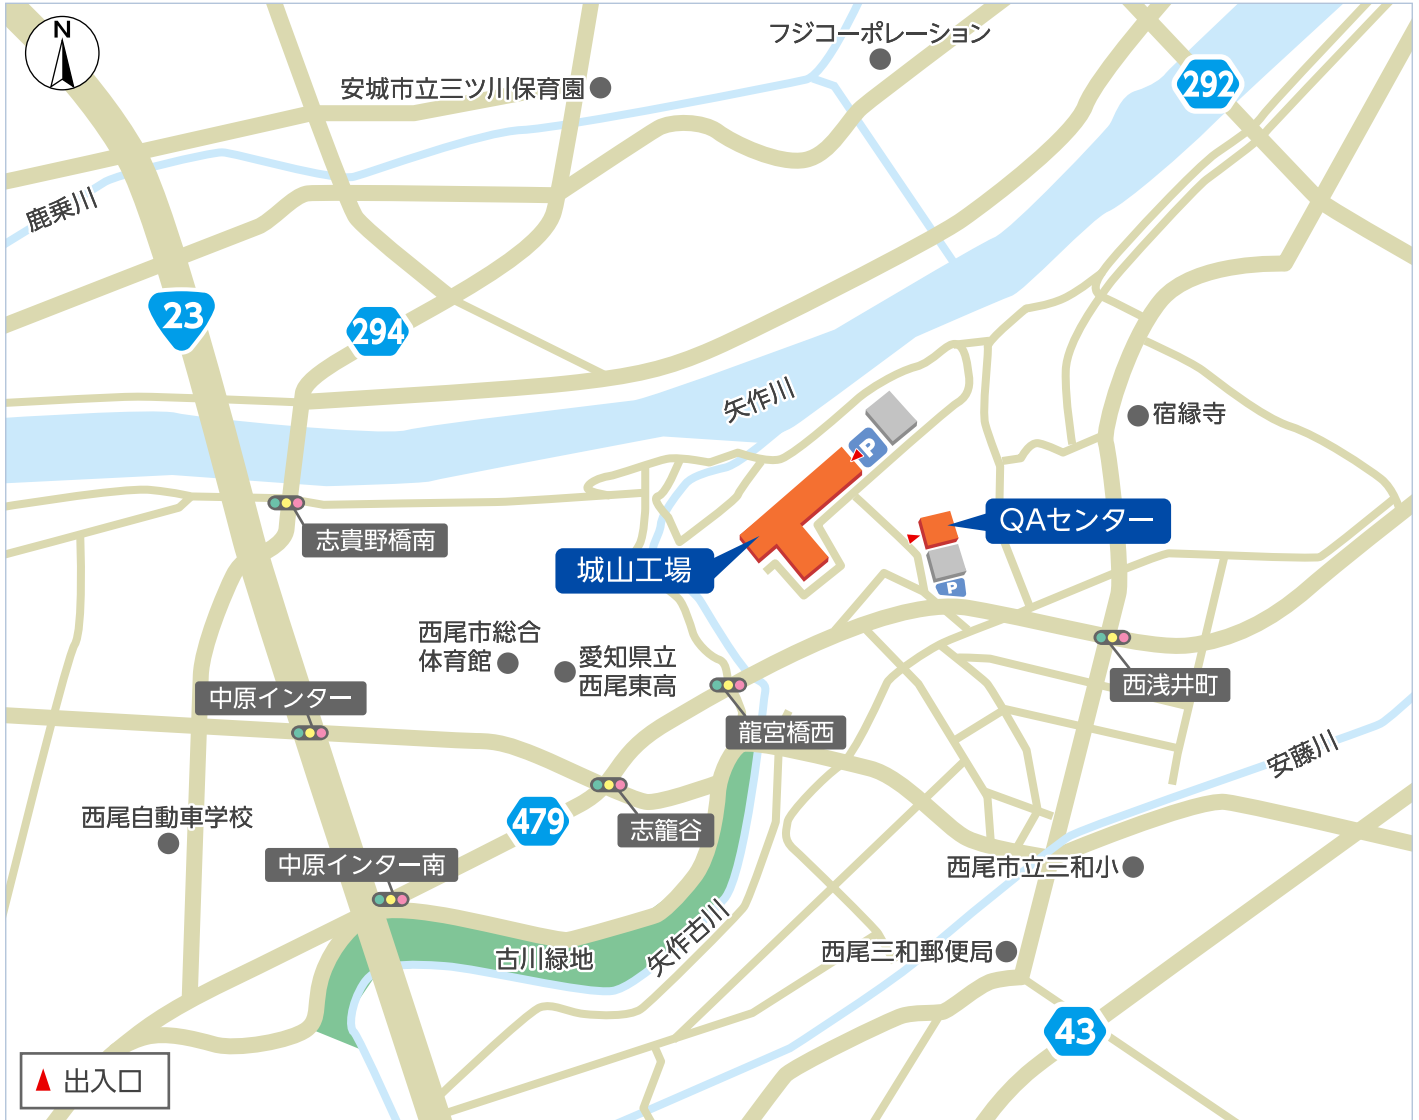 N
フジコーポレーション
安城市立三ツ川保育園
292
鹿乗川
23
294
矢作川
宿縁寺
P
QAセンター
志貴野橋南
城山工場
P
西尾市総合
体育館
愛知県立
西尾東高
西浅井町
中原インター
龍宮橋西
安藤川
西尾自動車学校
479
志籠谷
中原インター南
西尾市立三和小
矢作古川
古川緑地
西尾三和郵便局
43
出入口